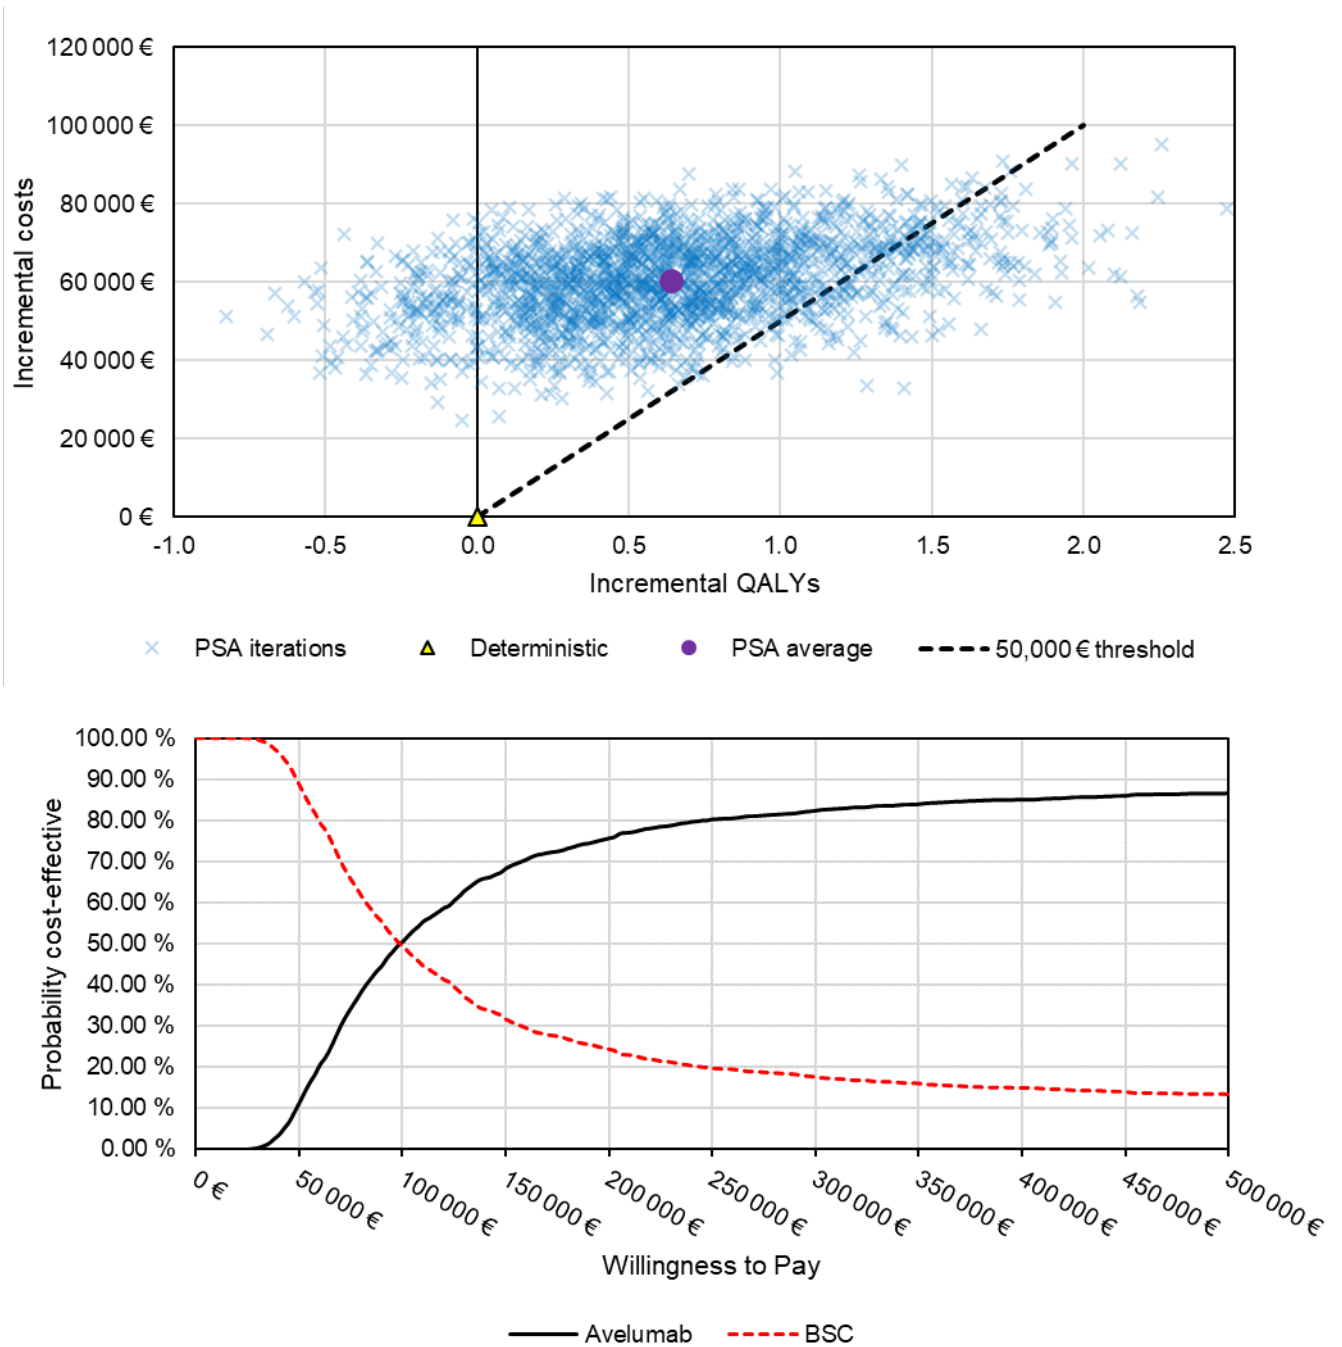 120 000 €
100 000 €
80 000 €
60 000 €
40 000 €
20 000 €
0 €
Incremental costs
-1.0 -0.5 0.0 0.5 1.0 1.5 2.0 2.5
Incremental QALYs
PSA iterations Deterministic PSA average 50,000 € threshold
100.00 %
90.00 %
80.00 %
70.00 %
60.00 %
50.00 %
40.00 %
30.00 %
20.00 %
10.00 %
0.00 %
Probability cost-effective
0 € 50 000 € 100 000 € 150 000 € 200 000 € 250 000 € 300 000 € 350 000 € 400 000 € 450 000 € 500 000 €
Willingness to Pay
Avelumab BSC